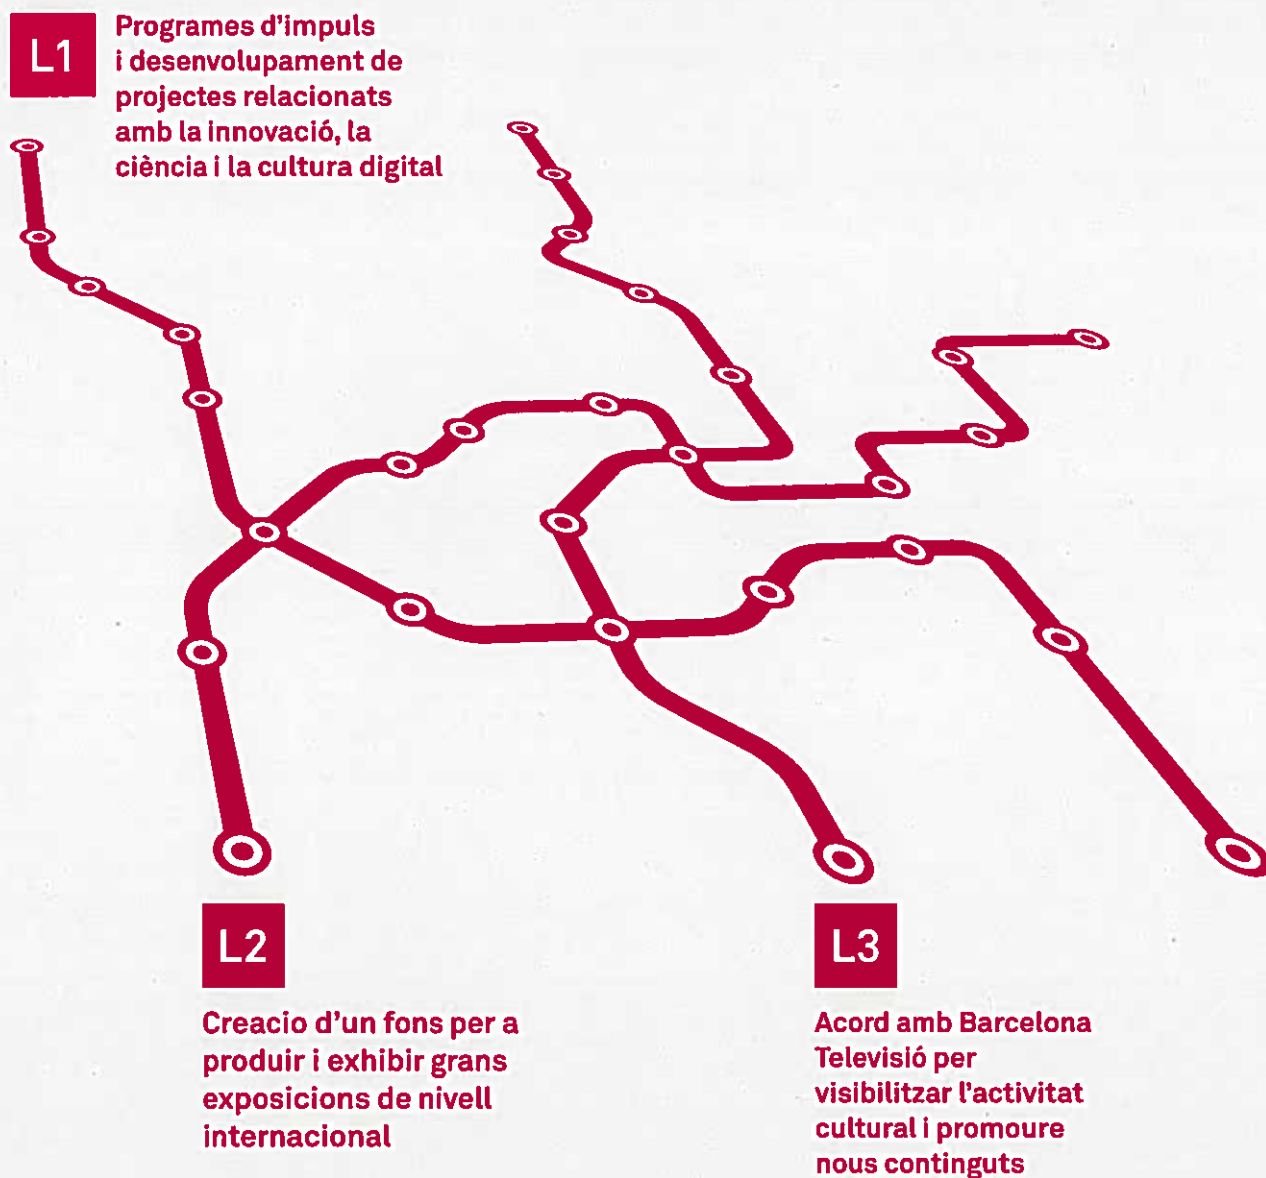 L1
Programes d’impuls
i desenvolupament de
projectes relacionats
amb la innovació, la
ciència i la cultura digital
L2
Creacio d’un fons per a
produir i exhibir grans
exposicions de nivell
internacional
L3
Acord amb Barcelona
Televisió per
visibilitzar l’activitat
cultural i promoure
nous continguts